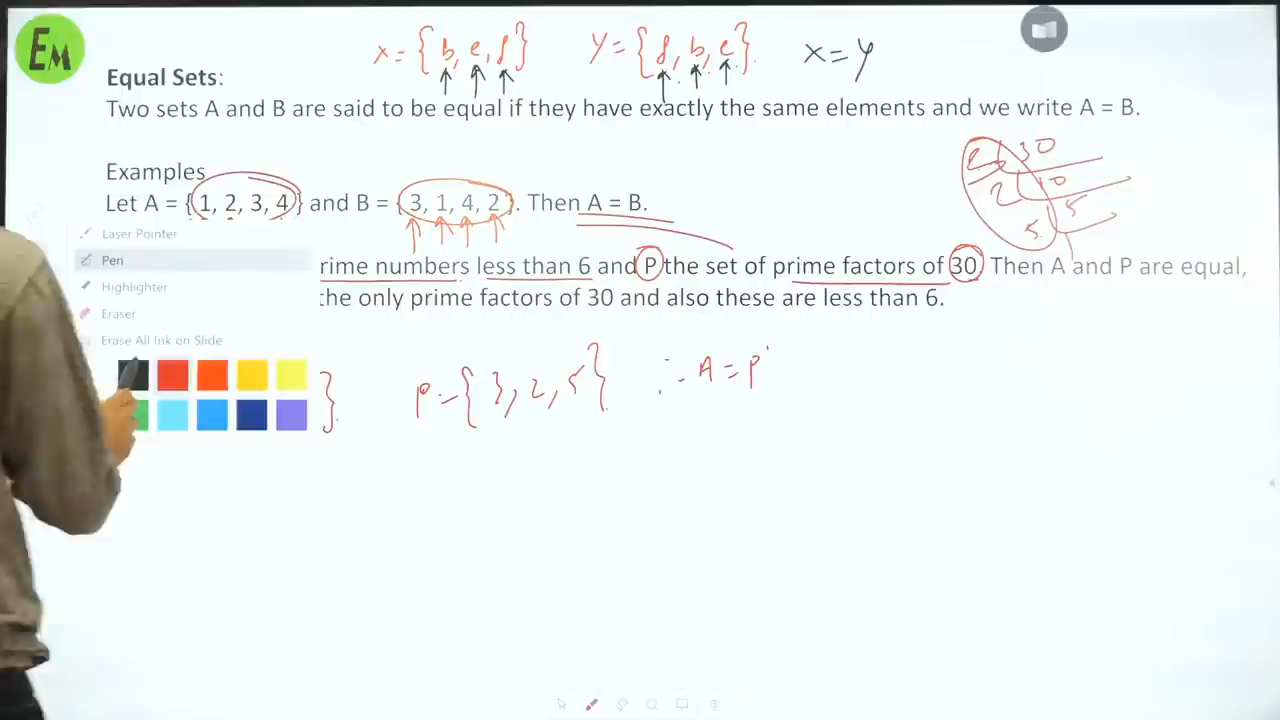 EM
x = {b, e, f} y = {f, b, e} x = y
Equal Sets:
Two sets A and B are said to be equal if they have exactly the same elements and we write A = B.
Examples
30
Let A = {1, 2, 3, 4} and B = {3, 1, 4, 2}. Then A = B.
2 10
5 5
Laser Pointer
Pen
rime numbers less than 6 and P the set of prime factors of 30 Then A and P are equal,
Highlighter
the only prime factors of 30 and also these are less than 6.
Eraser
Erase All Ink on Slide
} P = {3, 2, 5} ∴ A = P